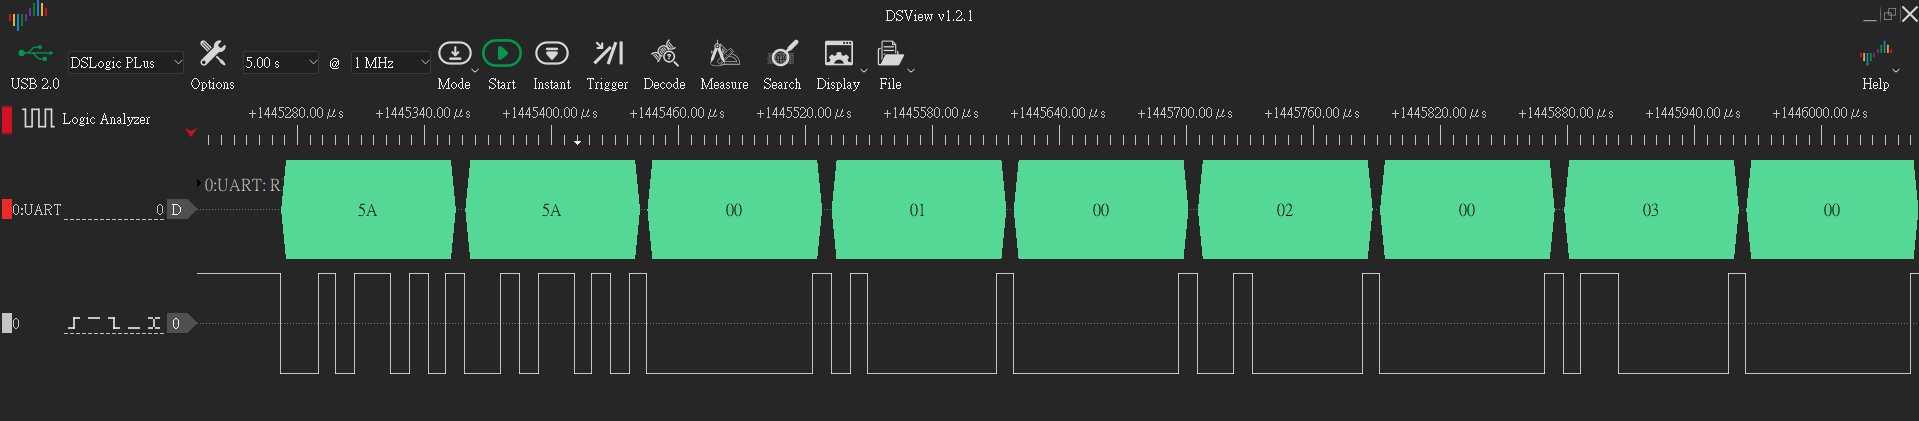 DSView v1.2.1
USB 2.0
DSLogic PLus
Options
5.00 s
@
1 MHz
Mode
Start
Instant
Trigger
Decode
Measure
Search
Display
File
Help
Logic Analyzer
+1445280.00 μs +1445340.00 μs +1445400.00 μs +1445460.00 μs +1445520.00 μs +1445580.00 μs +1445640.00 μs +1445700.00 μs +1445760.00 μs +1445820.00 μs +1445880.00 μs +1445940.00 μs +1446000.00 μs
0:UART: R
0:UART 0 D 5A 5A 00 01 00 02 00 03 00
0 0